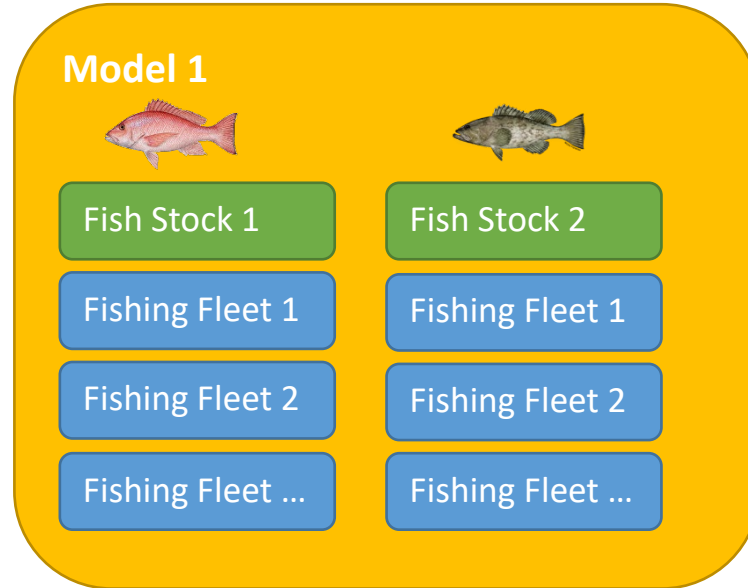 Model 1
Fish Stock 1
Fishing Fleet 1
Fishing Fleet 2
Fishing Fleet …
Fish Stock 2
Fishing Fleet 1
Fishing Fleet 2
Fishing Fleet …